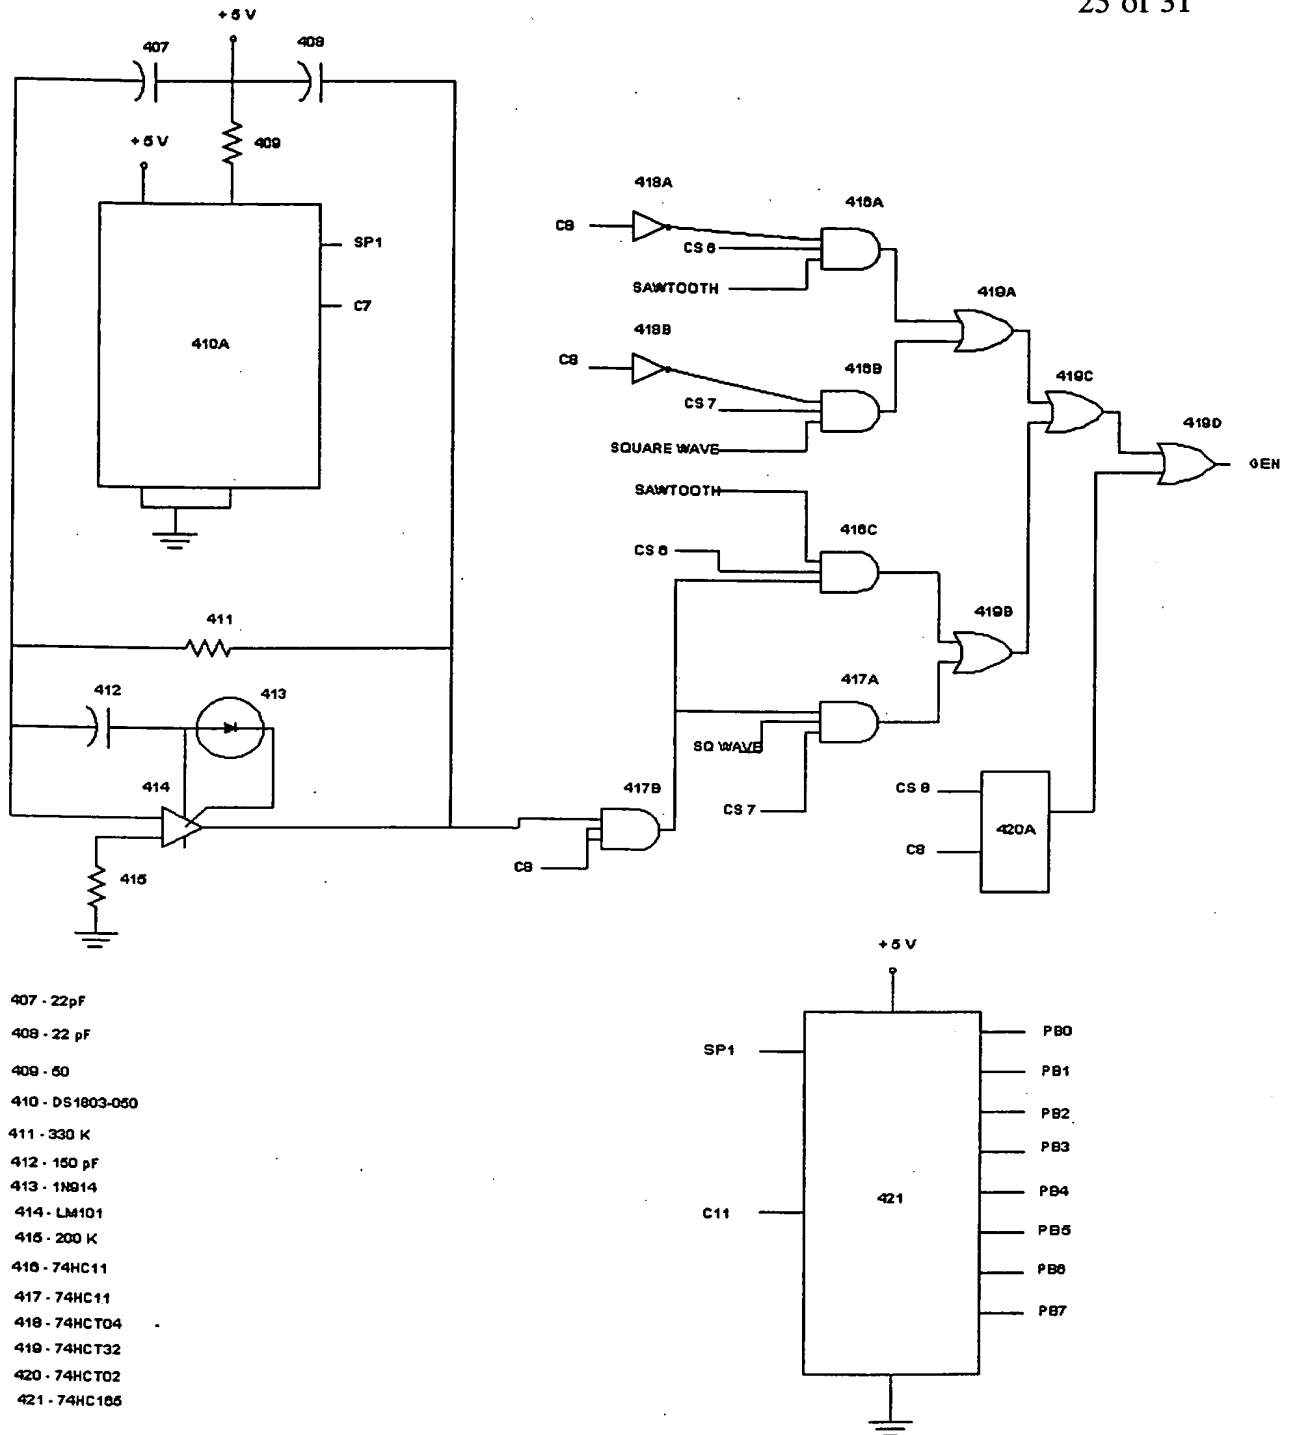 25 of 31
+5 V
407
408
+5 V
409
SP1
C7
410A
418A
C8
416A
CS 6
SAWTOOTH
419A
418B
C8
416B
419C
CS 7
419D
SQUARE WAVE
GEN
SAWTOOTH
416C
CS 6
419B
411
417A
412
413
SQ WAVE
414
417B
CS 7
CS 8
420A
C8
415
C8
+5 V
407 - 22pF
408 - 22 pF
409 - 50
410 - DS1803-050
411 - 330 K
412 - 150 pF
413 - 1N914
414 - LM101
415 - 200 K
416 - 74HC11
417 - 74HC11
418 - 74HCT04
419 - 74HCT32
420 - 74HCT02
421 - 74HC165
SP1
C11
421
PB0
PB1
PB2
PB3
PB4
PB5
PB6
PB7